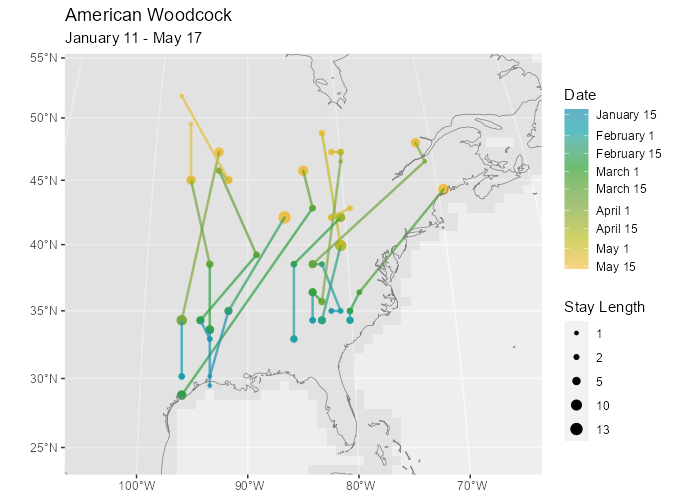 American Woodcock
January 11 - May 17
55°N
50°N
45°N
40°N
35°N
30°N
25°N
100°W
90°W
80°W
70°W
Date
January 15
February 1
February 15
March 1
March 15
April 1
April 15
May 1
May 15
Stay Length
1
2
5
10
13